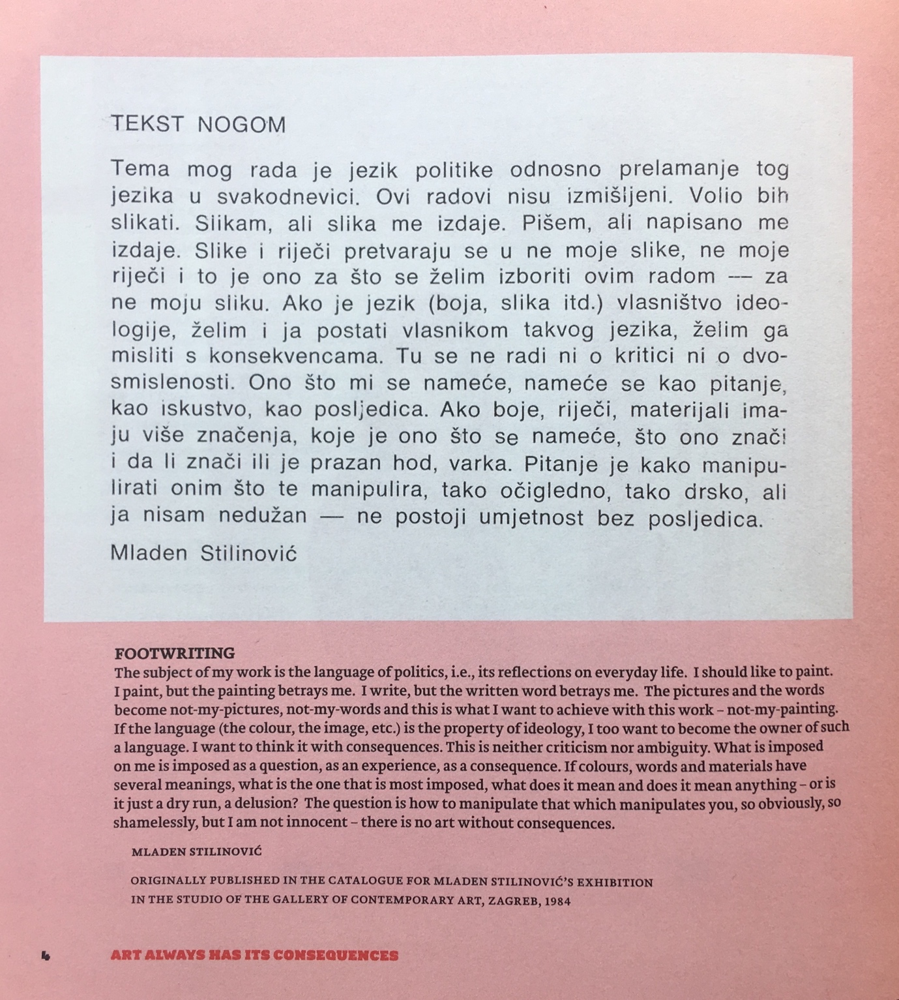 TEKST NOGOM
Tema mog rada je jezik politike odnosno prelamanje tog
jezika u svakodnevici. Ovi radovi nisu izmišljeni. Volio bih
slikati. Slikam, ali slika me izdaje. Pišem, ali napisano me
izdaje. Slike i riječi pretvaraju se u ne moje slike, ne moje
riječi i to je ono za što se želim izboriti ovim radom — za
ne moju sliku. Ako je jezik (boja, slika itd.) vlasništvo ideo-
logije, želim i ja postati vlasnikom takvog jezika, želim ga
misliti s konsekvencama. Tu se ne radi ni o kritici ni o dvo-
smislenosti. Ono što mi se nameće, nameće se kao pitanje,
kao iskustvo, kao posljedica. Ako boje, riječi, materijali ima-
ju više značenja, koje je ono što se nameće, što ono znači
i da li znači ili je prazan hod, varka. Pitanje je kako manipu-
lirati onim što te manipulira, tako očigledno, tako drsko, ali
ja nisam nedužan — ne postoji umjetnost bez posljedica.
Mladen Stilinović
FOOTWRITING
The subject of my work is the language of politics, i.e., its reflections on everyday life. I should like to paint.
I paint, but the painting betrays me. I write, but the written word betrays me. The pictures and the words
become not-my-pictures, not-my-words and this is what I want to achieve with this work – not-my-painting.
If the language (the colour, the image, etc.) is the property of ideology, I too want to become the owner of such
a language. I want to think it with consequences. This is neither criticism nor ambiguity. What is imposed
on me is imposed as a question, as an experience, as a consequence. If colours, words and materials have
several meanings, what is the one that is most imposed, what does it mean and does it mean anything – or is
it just a dry run, a delusion? The question is how to manipulate that which manipulates you, so obviously, so
shamelessly, but I am not innocent – there is no art without consequences.
MLADEN STILINOVIĆ
ORIGINALLY PUBLISHED IN THE CATALOGUE FOR MLADEN STILINOVIĆ'S EXHIBITION
IN THE STUDIO OF THE GALLERY OF CONTEMPORARY ART, ZAGREB, 1984
4 ART ALWAYS HAS ITS CONSEQUENCES